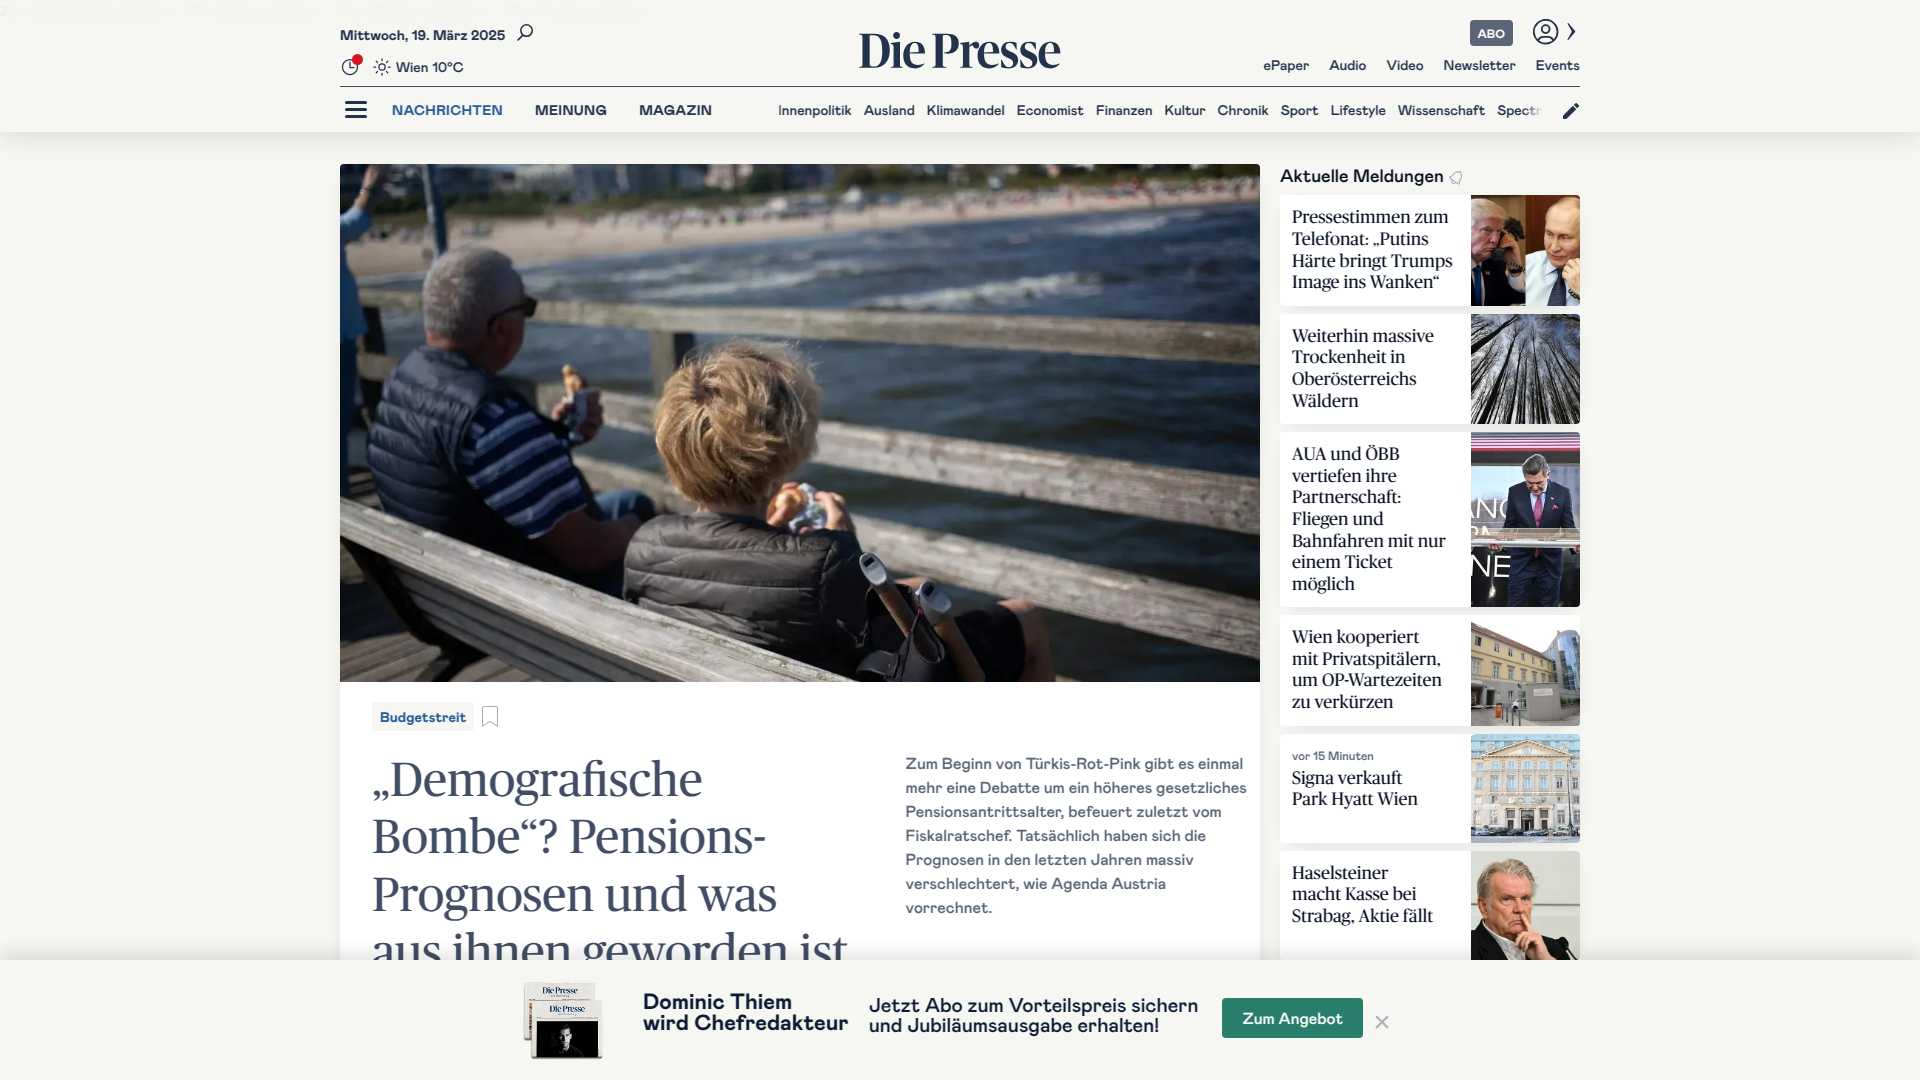 Mittwoch, 19. März 2025
Wien 10°C
Die Presse
ABO
ePaper Audio Video Newsletter Events
NACHRICHTEN MEINUNG MAGAZIN
Innenpolitik Ausland Klimawandel Economist Finanzen Kultur Chronik Sport Lifestyle Wissenschaft Spectr
Budgetstreit
„Demografische
Bombe“? Pensions-
Prognosen und was
aus ihnen geworden ist
Zum Beginn von Türkis-Rot-Pink gibt es einmal
mehr eine Debatte um ein höheres gesetzliches
Pensionsantrittsalter, befeuert zuletzt vom
Fiskalratschef. Tatsächlich haben sich die
Prognosen in den letzten Jahren massiv
verschlechtert, wie Agenda Austria
vorrechnet.
Aktuelle Meldungen
Pressestimmen zum
Telefonat: „Putins
Härte bringt Trumps
Image ins Wanken“
Weiterhin massive
Trockenheit in
Oberösterreichs
Wäldern
AUA und ÖBB
vertiefen ihre
Partnerschaft:
Fliegen und
Bahnfahren mit nur
einem Ticket
möglich
Wien kooperiert
mit Privatspitälern,
um OP-Wartezeiten
zu verkürzen
vor 15 Minuten
Signa verkauft
Park Hyatt Wien
Haselsteiner
macht Kasse bei
Strabag, Aktie fällt
Die Presse
Die Presse
Dominic Thiem
wird Chefredakteur
Jetzt Abo zum Vorteilspreis sichern
und Jubiläumsausgabe erhalten!
Zum Angebot